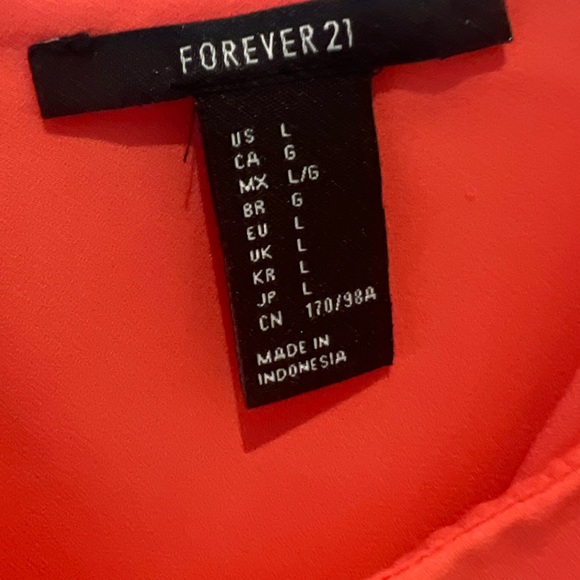 FOREVER 21
US L
CA G
MX L/G
BR G
EU L
UK L
KR L
JP L
CN 170/98A
MADE IN
INDONESIA